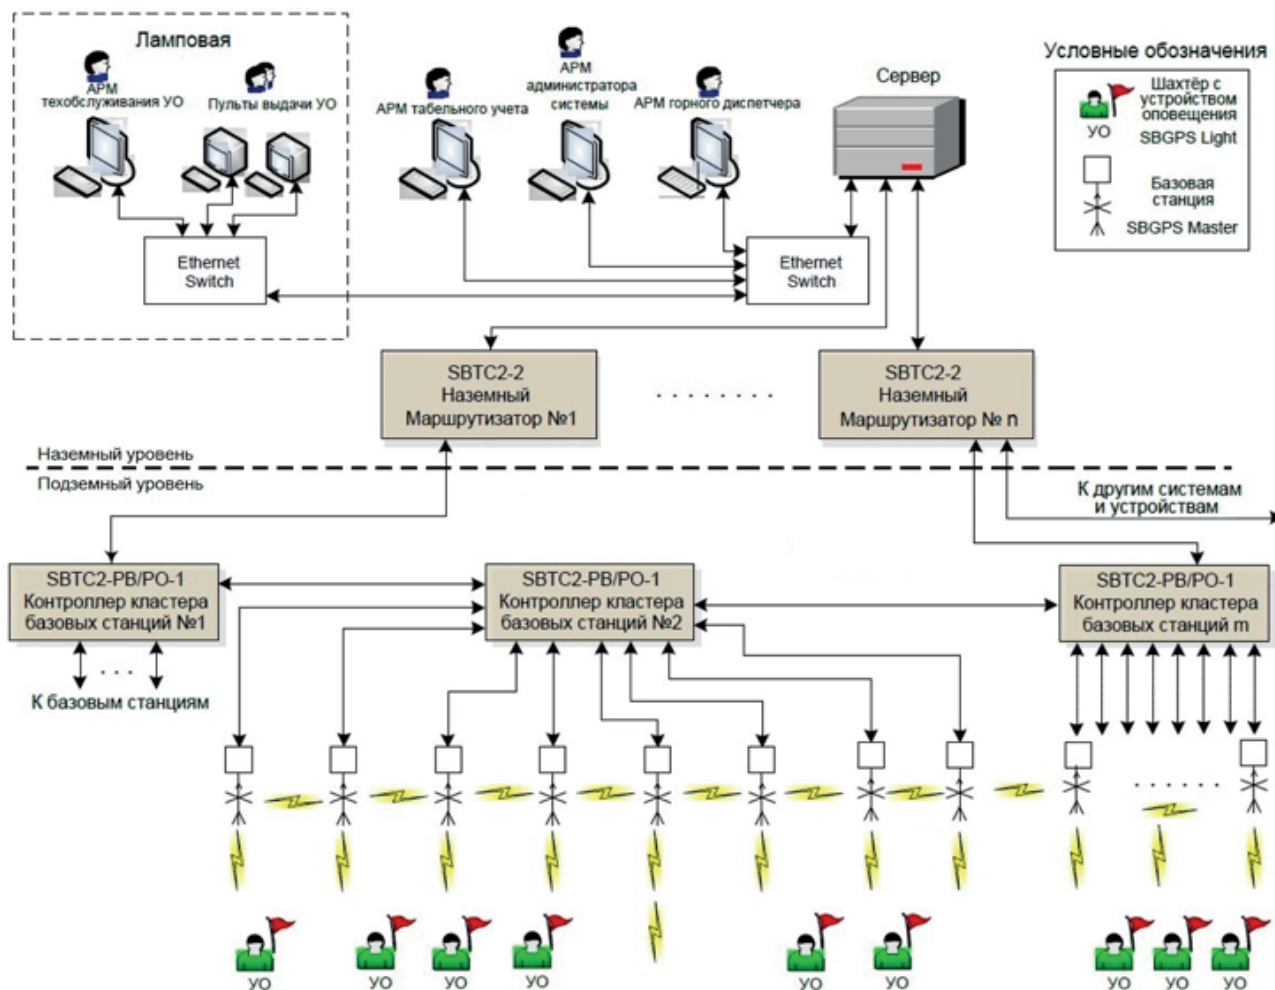 Ламповая
АРМ
техобслуживания УО
Пульты выдачи УО
АРМ табельного учета
АРМ
администратора
системы
АРМ горного диспетчера
Сервер
Условные обозначения
Шахтёр с
устройством
оповещения
УО
SBGPS Light
Базовая
станция
SBGPS Master
Ethernet
Switch
Ethernet
Switch
SBTC2-2
Наземный
Маршрутизатор №1
. . . . . . . .
SBTC2-2
Наземный
Маршрутизатор № n
Наземный уровень
Подземный уровень
К другим системам
и устройствам
SBTC2-PB/PO-1
Контроллер кластера
базовых станций №1
SBTC2-PB/PO-1
Контроллер кластера
базовых станций №2
SBTC2-PB/PO-1
Контроллер кластера
базовых станций m
. . .
К базовым станциям
. . . . . . .
УО
УО
УО
УО
УО
УО
УО
УО
УО